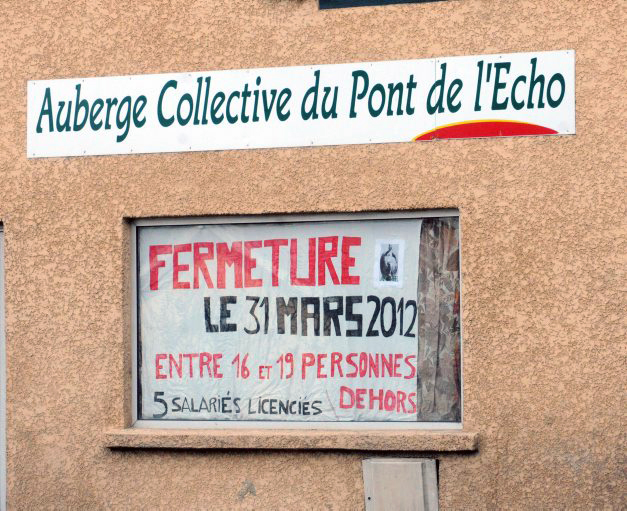 Auberge Collective du Pont de l'Echo
FERMETURE
LE 31 MARS 2012
ENTRE 16 ET 19 PERSONNES
DEHORS
5 SALARIÉS LICENCIÉS